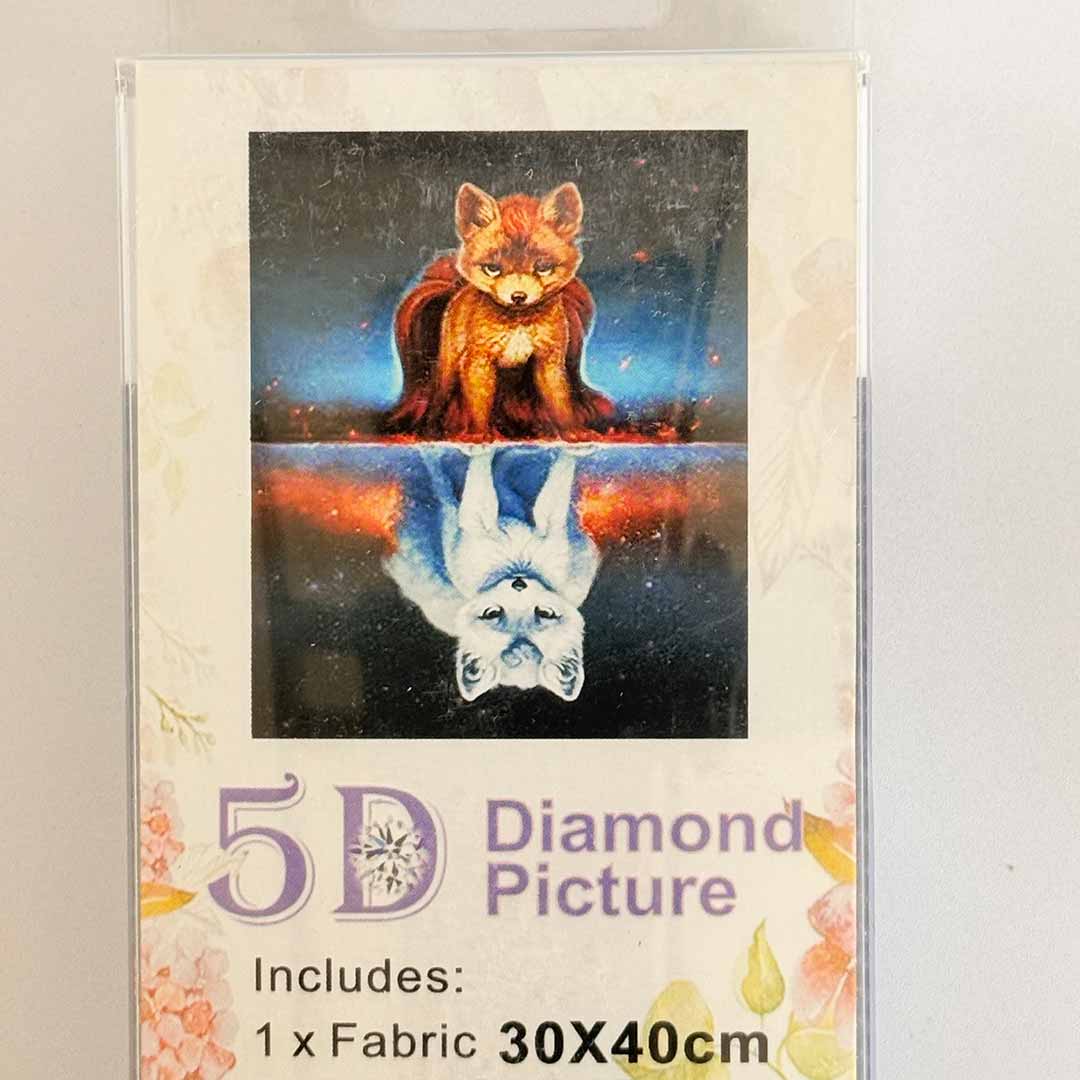 5D Diamond
Picture
Includes:
1 x Fabric 30X40cm